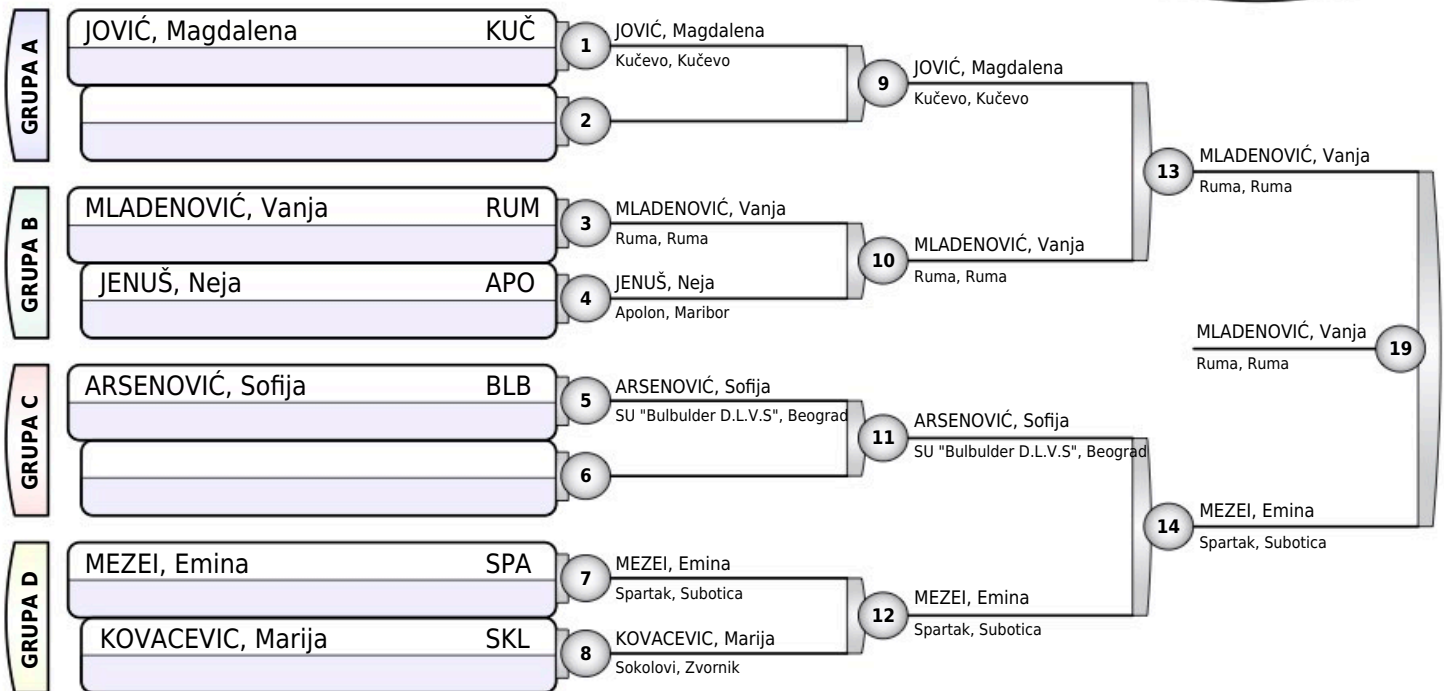 GRUPA A
JOVIĆ, Magdalena KUČ
1
JOVIĆ, Magdalena
Kučevo, Kučevo
2
9
JOVIĆ, Magdalena
Kučevo, Kučevo
GRUPA B
MLADENOVIĆ, Vanja RUM
3
MLADENOVIĆ, Vanja
Ruma, Ruma
JENUŠ, Neja APO
4
JENUŠ, Neja
Apolon, Maribor
10
MLADENOVIĆ, Vanja
Ruma, Ruma
13
MLADENOVIĆ, Vanja
Ruma, Ruma
GRUPA C
ARSENOVIĆ, Sofija BLB
5
ARSENOVIĆ, Sofija
SU "Bulbulder D.L.V.S", Beograd
6
11
ARSENOVIĆ, Sofija
SU "Bulbulder D.L.V.S", Beograd
GRUPA D
MEZEI, Emina SPA
7
MEZEI, Emina
Spartak, Subotica
KOVACEVIC, Marija SKL
8
KOVACEVIC, Marija
Sokolovi, Zvornik
12
MEZEI, Emina
Spartak, Subotica
14
MEZEI, Emina
Spartak, Subotica
MLADENOVIĆ, Vanja
Ruma, Ruma
19